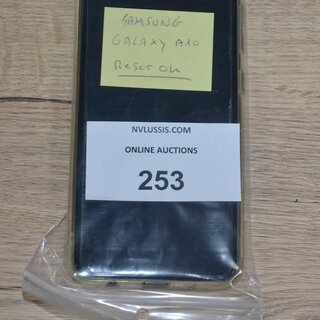 SAMSUNG
GALAXY A10
RESET OK
NVLUSSIS.COM
ONLINE AUCTIONS
253